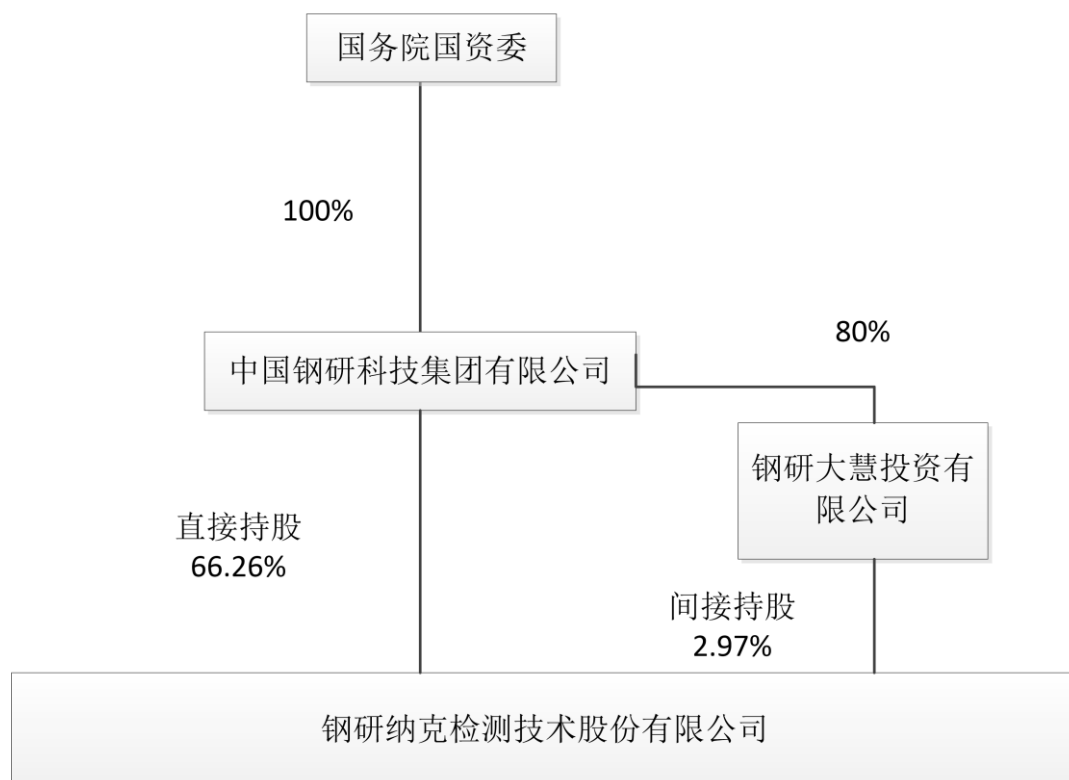 国务院国资委
100%
80%
中国钢研科技集团有限公司
钢研大慧投资有
限公司
直接持股
66.26%
间接持股
2.97%
钢研纳克检测技术股份有限公司